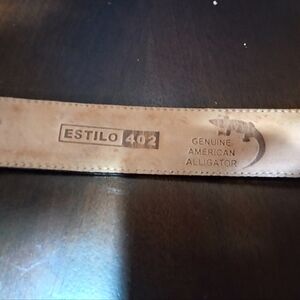 ESTILO 402
GENUINE
AMERICAN
ALLIGATOR